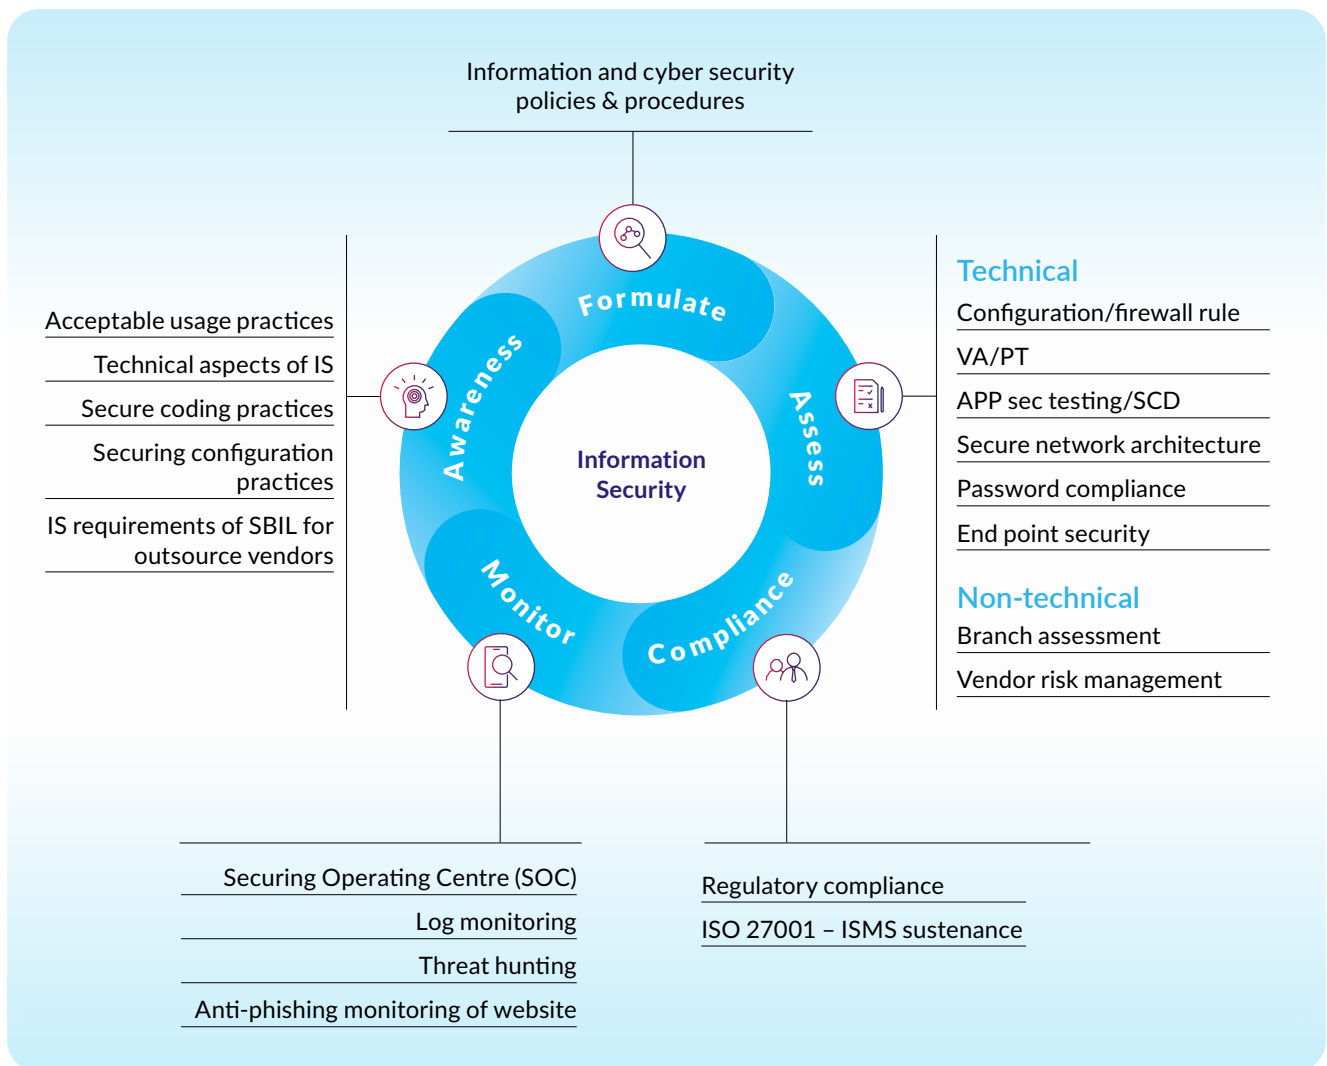 Information and cyber security
policies & procedures
Formulate
Assess
Compliance
Monitor
Awareness
Information
Security
Technical
Configuration/firewall rule
VA/PT
APP sec testing/SCD
Secure network architecture
Password compliance
End point security
Non-technical
Branch assessment
Vendor risk management
Acceptable usage practices
Technical aspects of IS
Secure coding practices
Securing configuration
practices
IS requirements of SBIL for
outsource vendors
Securing Operating Centre (SOC)
Log monitoring
Threat hunting
Anti-phishing monitoring of website
Regulatory compliance
ISO 27001 – ISMS sustenance